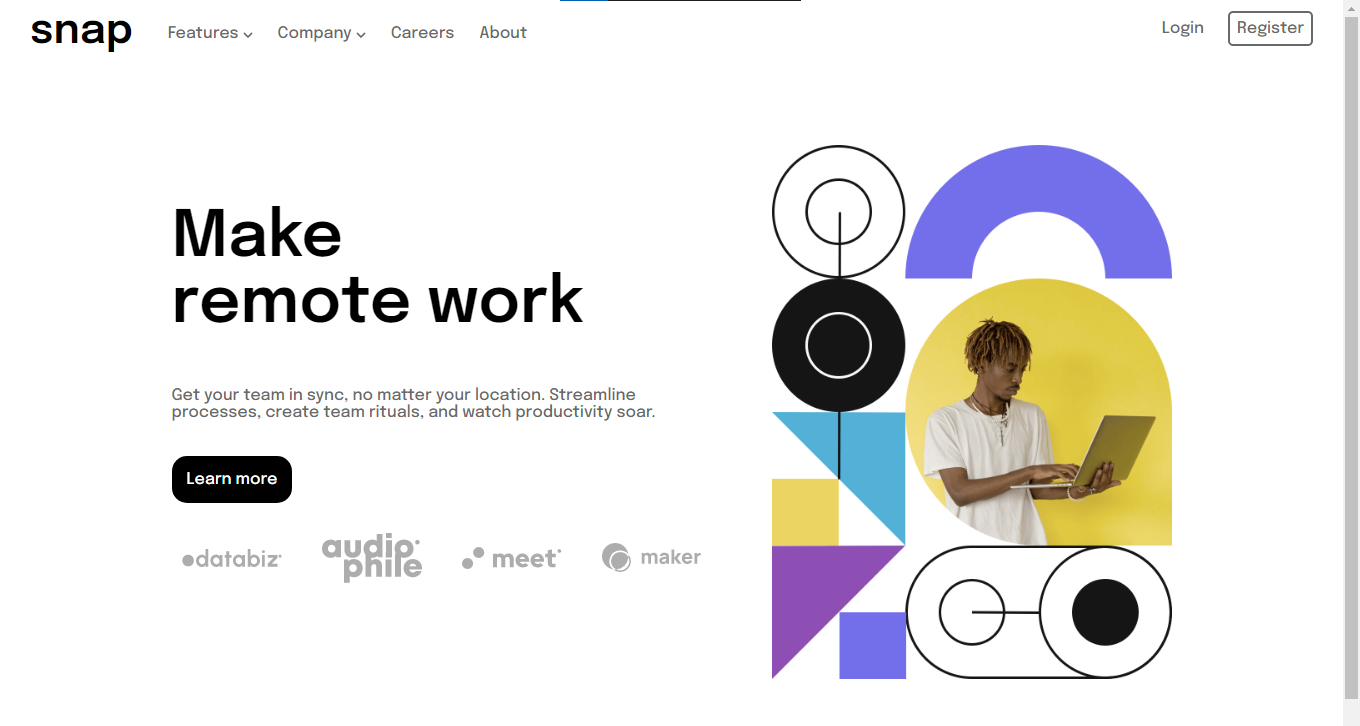 snap
Features
Company
Careers
About
Login
Register
Make
remote work
Get your team in sync, no matter your location. Streamline
processes, create team rituals, and watch productivity soar.
Learn more
databiz
audiophile
meet
maker